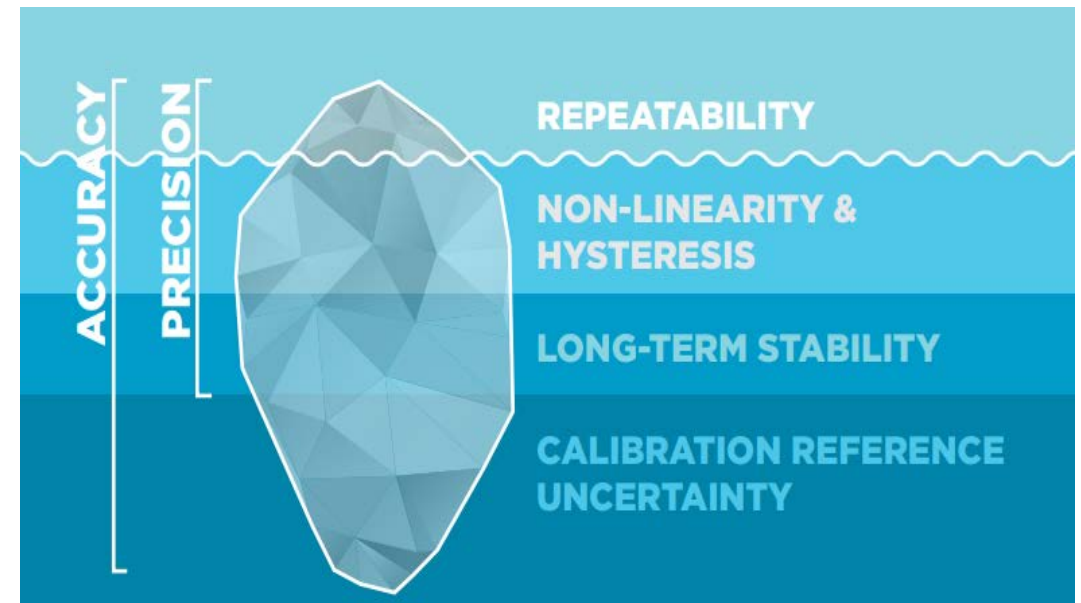 ACCURACY
PRECISION
REPEATABILITY
NON-LINEARITY &
HYSTERESIS
LONG-TERM STABILITY
CALIBRATION REFERENCE
UNCERTAINTY